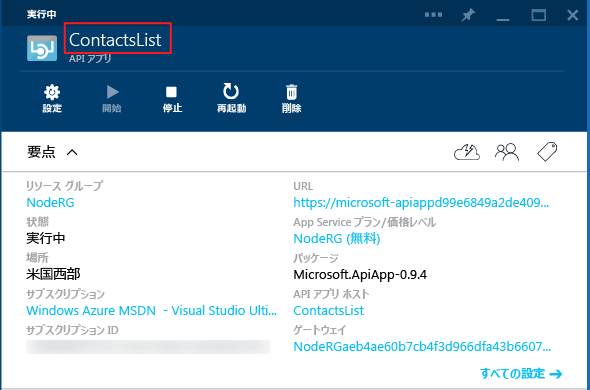 実行中
ContactsList
API アプリ
設定
開始
停止
再起動
削除
要点
リソース グループ
NodeRG
状態
実行中
場所
米国西部
サブスクリプション
Windows Azure MSDN - Visual Studio Ulti...
サブスクリプション ID
URL
https://microsoft-apiappd99e6849a2de409...
App Service プラン/価格レベル
NodeRG (無料)
パッケージ
Microsoft.ApiApp-0.9.4
API アプリ ホスト
ContactsList
ゲートウェイ
NodeRGaeb4ae60b7cb4f3d966dfa43b6607...
すべての設定